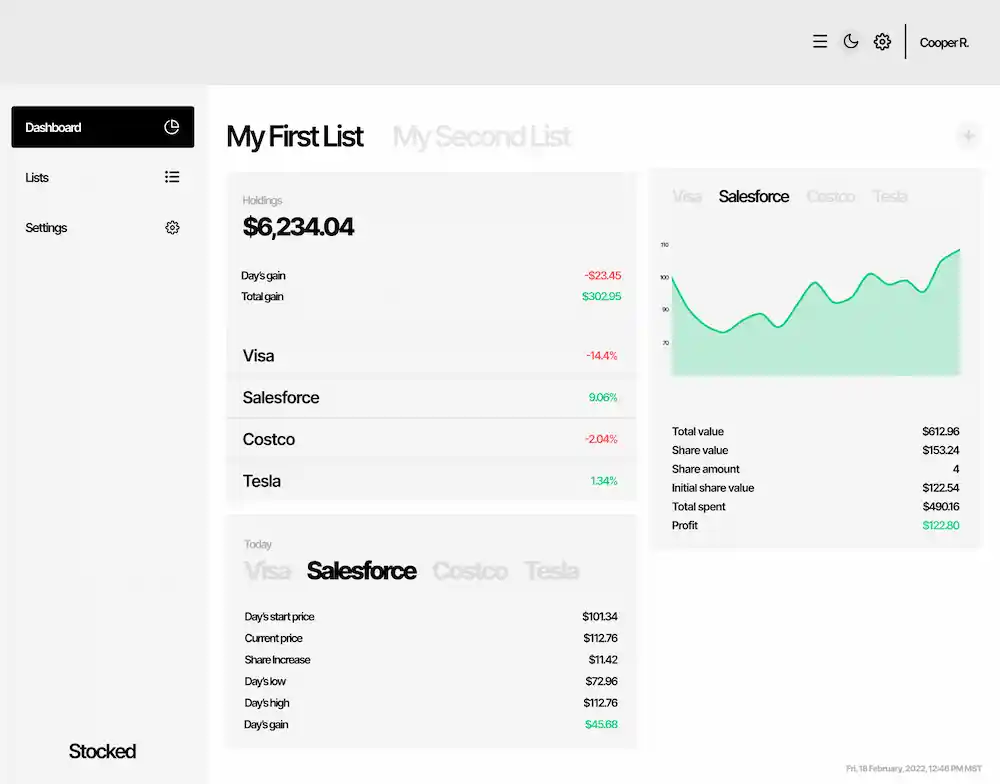 Cooper R.
Dashboard
Lists
Settings
Stocked
My First List My Second List
+
Holdings
$6,234.04
Day's gain -$23.45
Total gain $302.95
Visa -14.4%
Salesforce 9.06%
Costco -2.04%
Tesla 1.34%
Today
Visa Salesforce Costco Tesla
Day's start price $101.34
Current price $112.76
Share Increase $11.42
Day's low $72.96
Day's high $112.76
Day's gain $45.68
Visa Salesforce Costco Tesla
110
100
90
70
Total value $612.96
Share value $153.24
Share amount 4
Initial share value $122.54
Total spent $490.16
Profit $122.80
Fri, 18 February, 2022, 12:46 PM MST